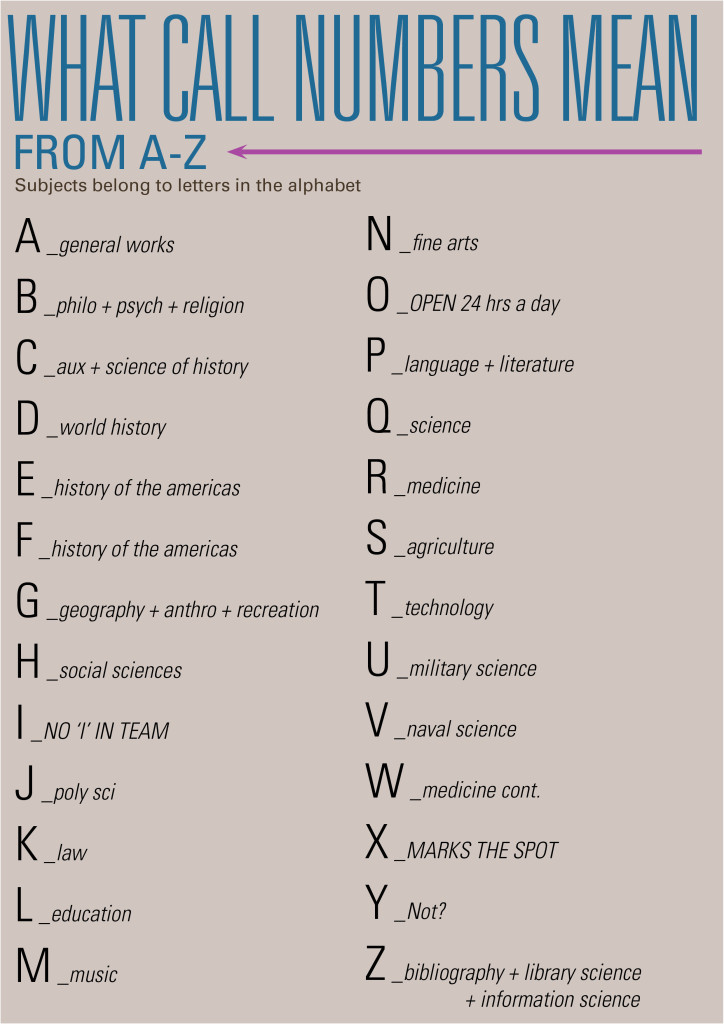 WHAT CALL NUMBERS MEAN
FROM A-Z
Subjects belong to letters in the alphabet
A _general works
B _philo + psych + religion
C _aux + science of history
D _world history
E _history of the americas
F _history of the americas
G _geography + anthro + recreation
H _social sciences
I _NO ‘I’ IN TEAM
J _poly sci
K _law
L _education
M _music
N _fine arts
O _OPEN 24 hrs a day
P _language + literature
Q _science
R _medicine
S _agriculture
T _technology
U _military science
V _naval science
W _medicine cont.
X _MARKS THE SPOT
Y _Not?
Z _bibliography + library science
+ information science